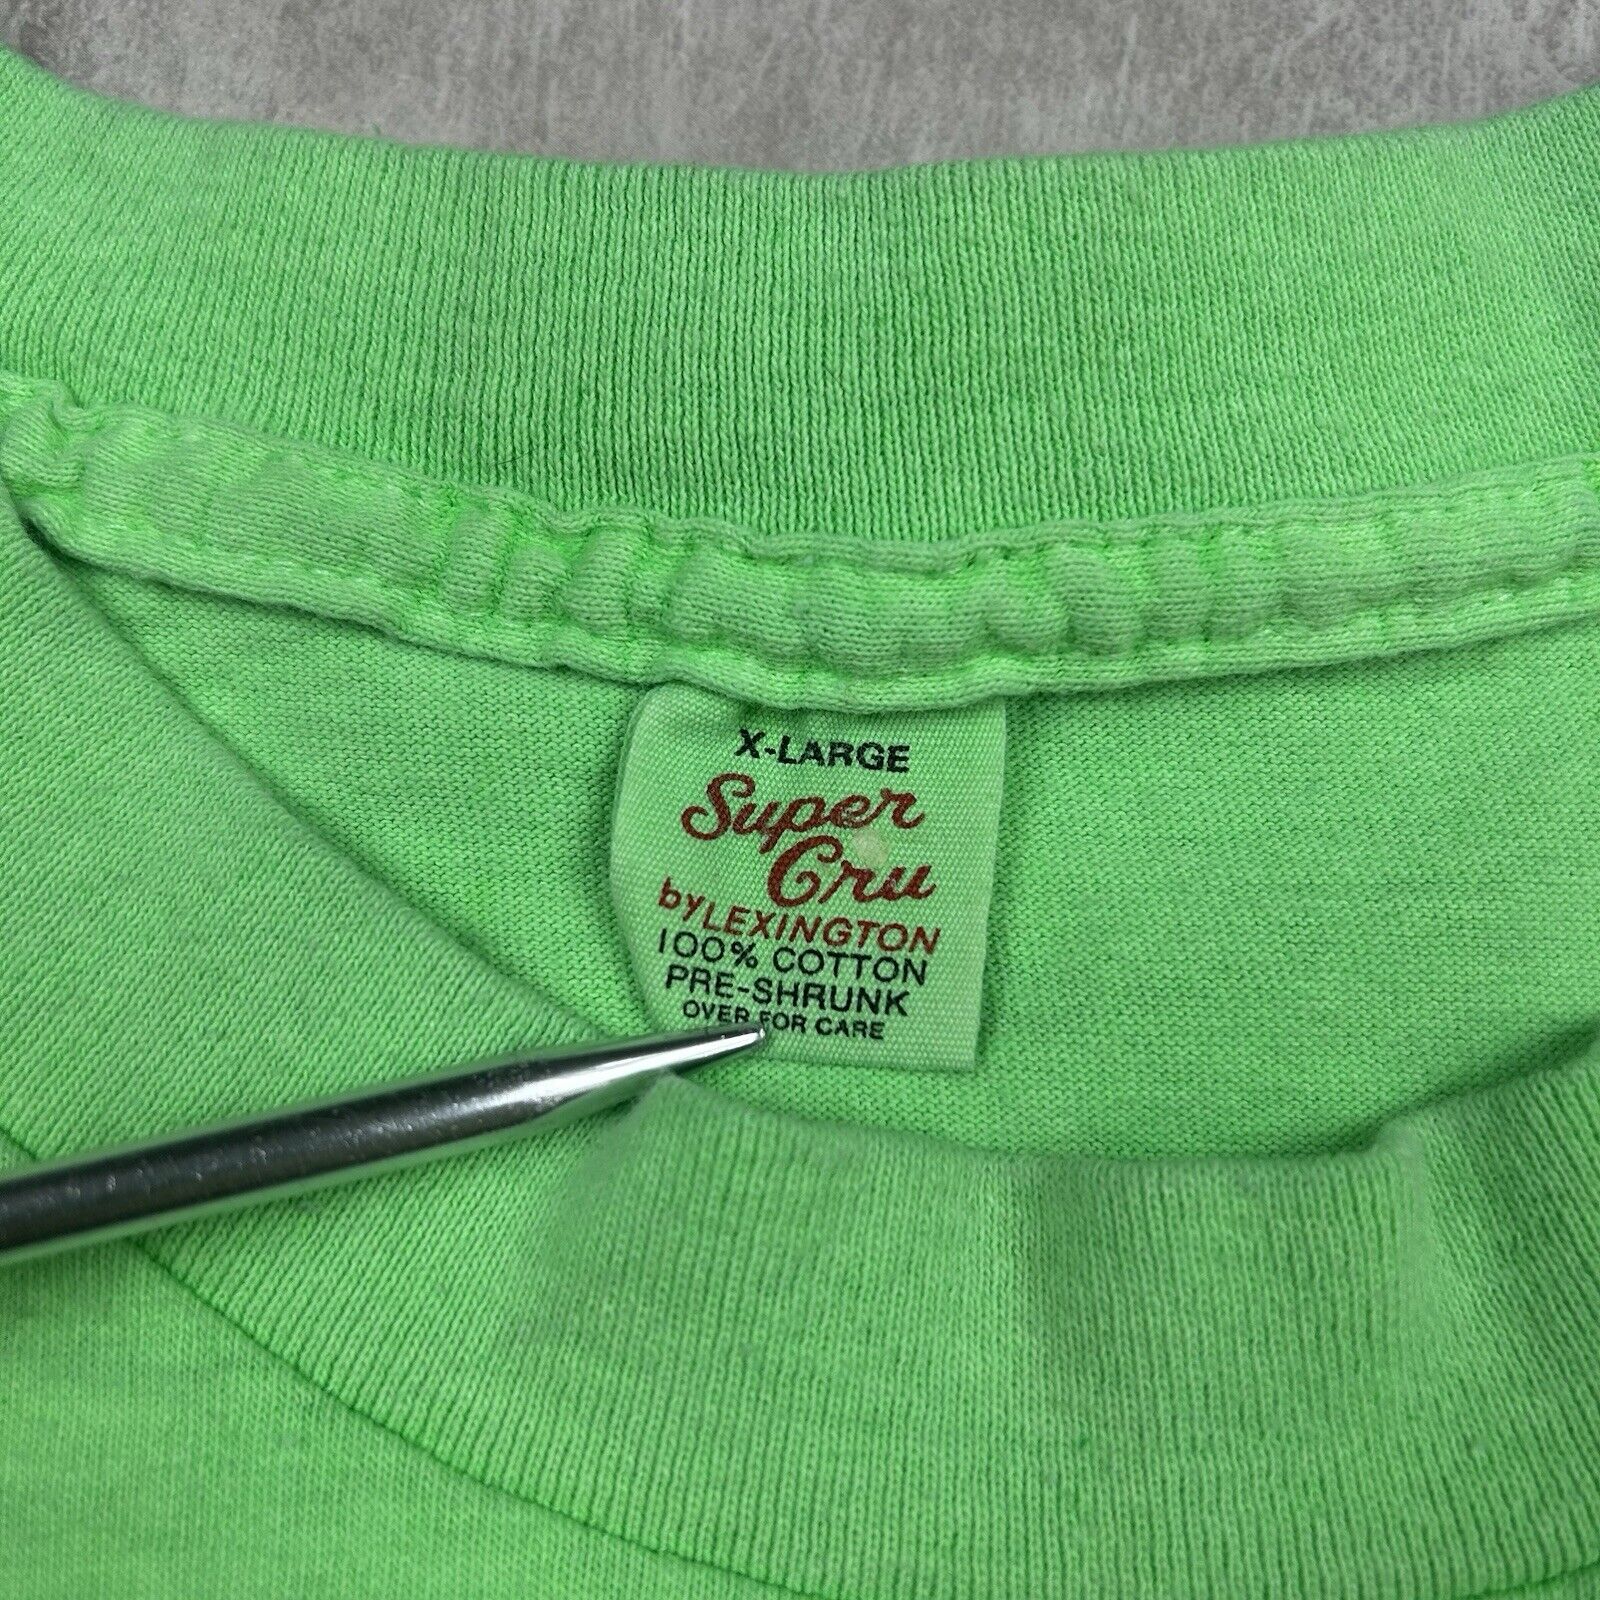 X-LARGE
Super
Cru
by LEXINGTON
100% COTTON
PRE-SHRUNK
OVER FOR CARE